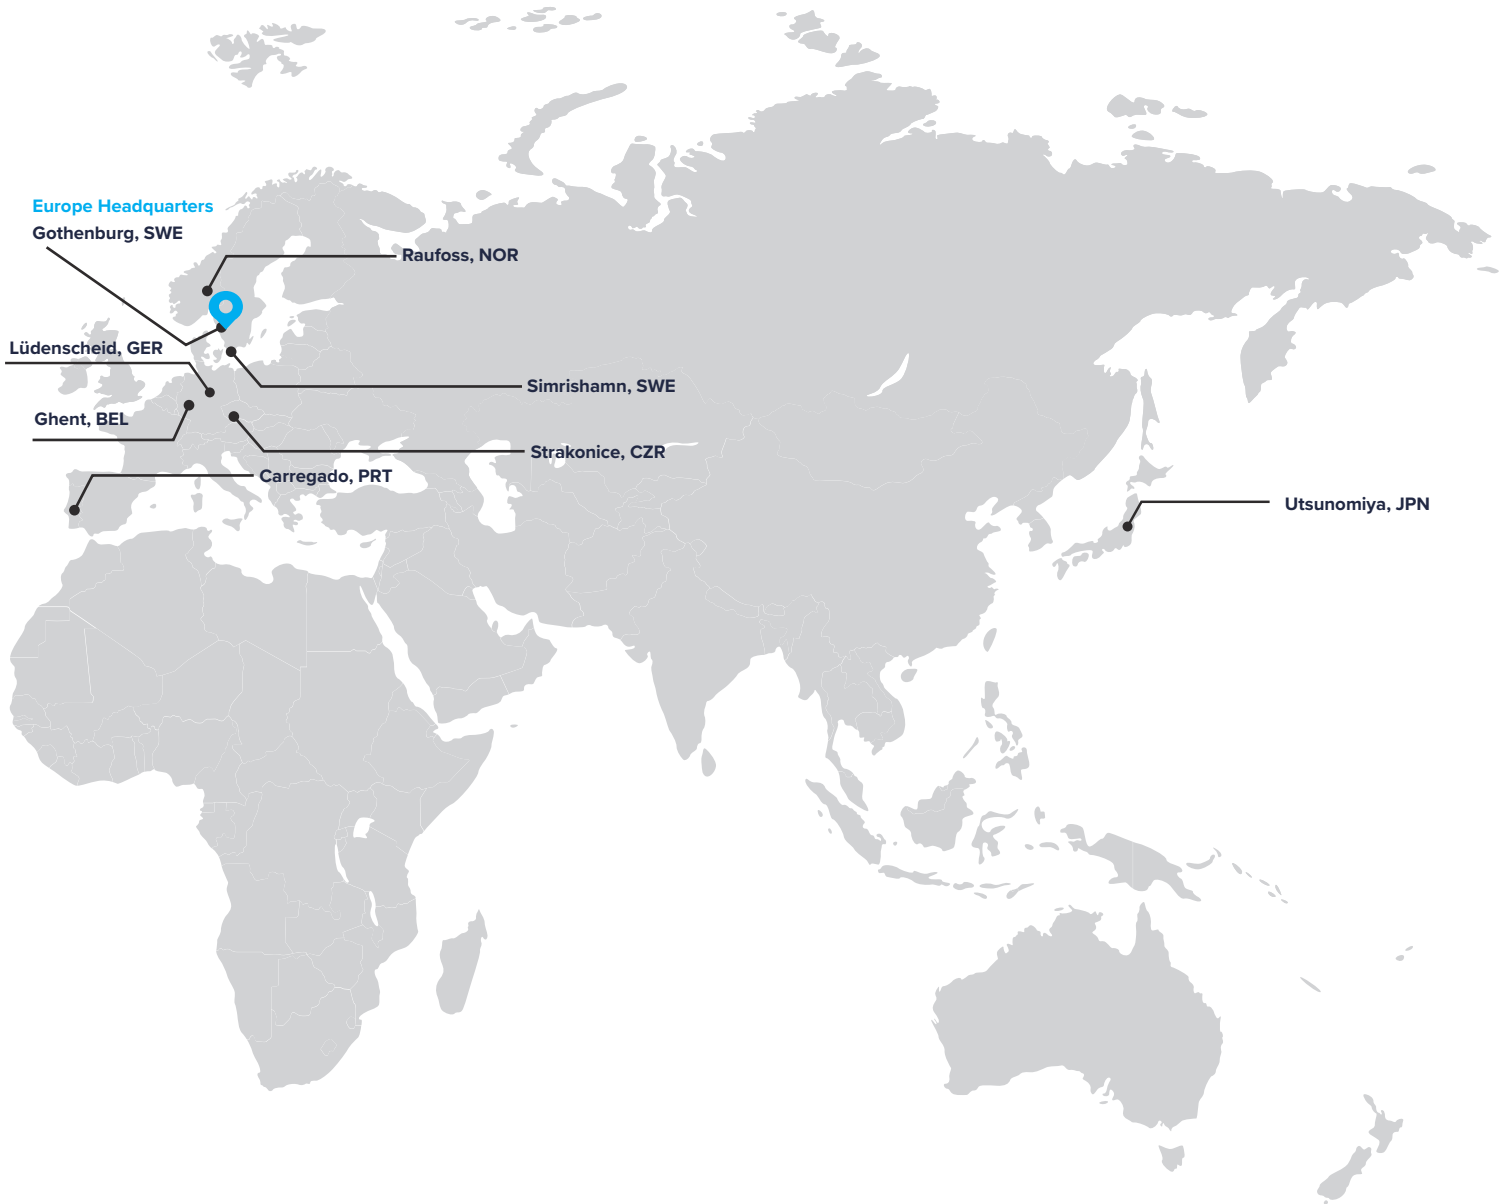 Europe Headquarters
Gothenburg, SWE
Raufoss, NOR
Lüdenscheid, GER
Simrishamn, SWE
Ghent, BEL
Strakonice, CZR
Carregado, PRT
Utsunomiya, JPN